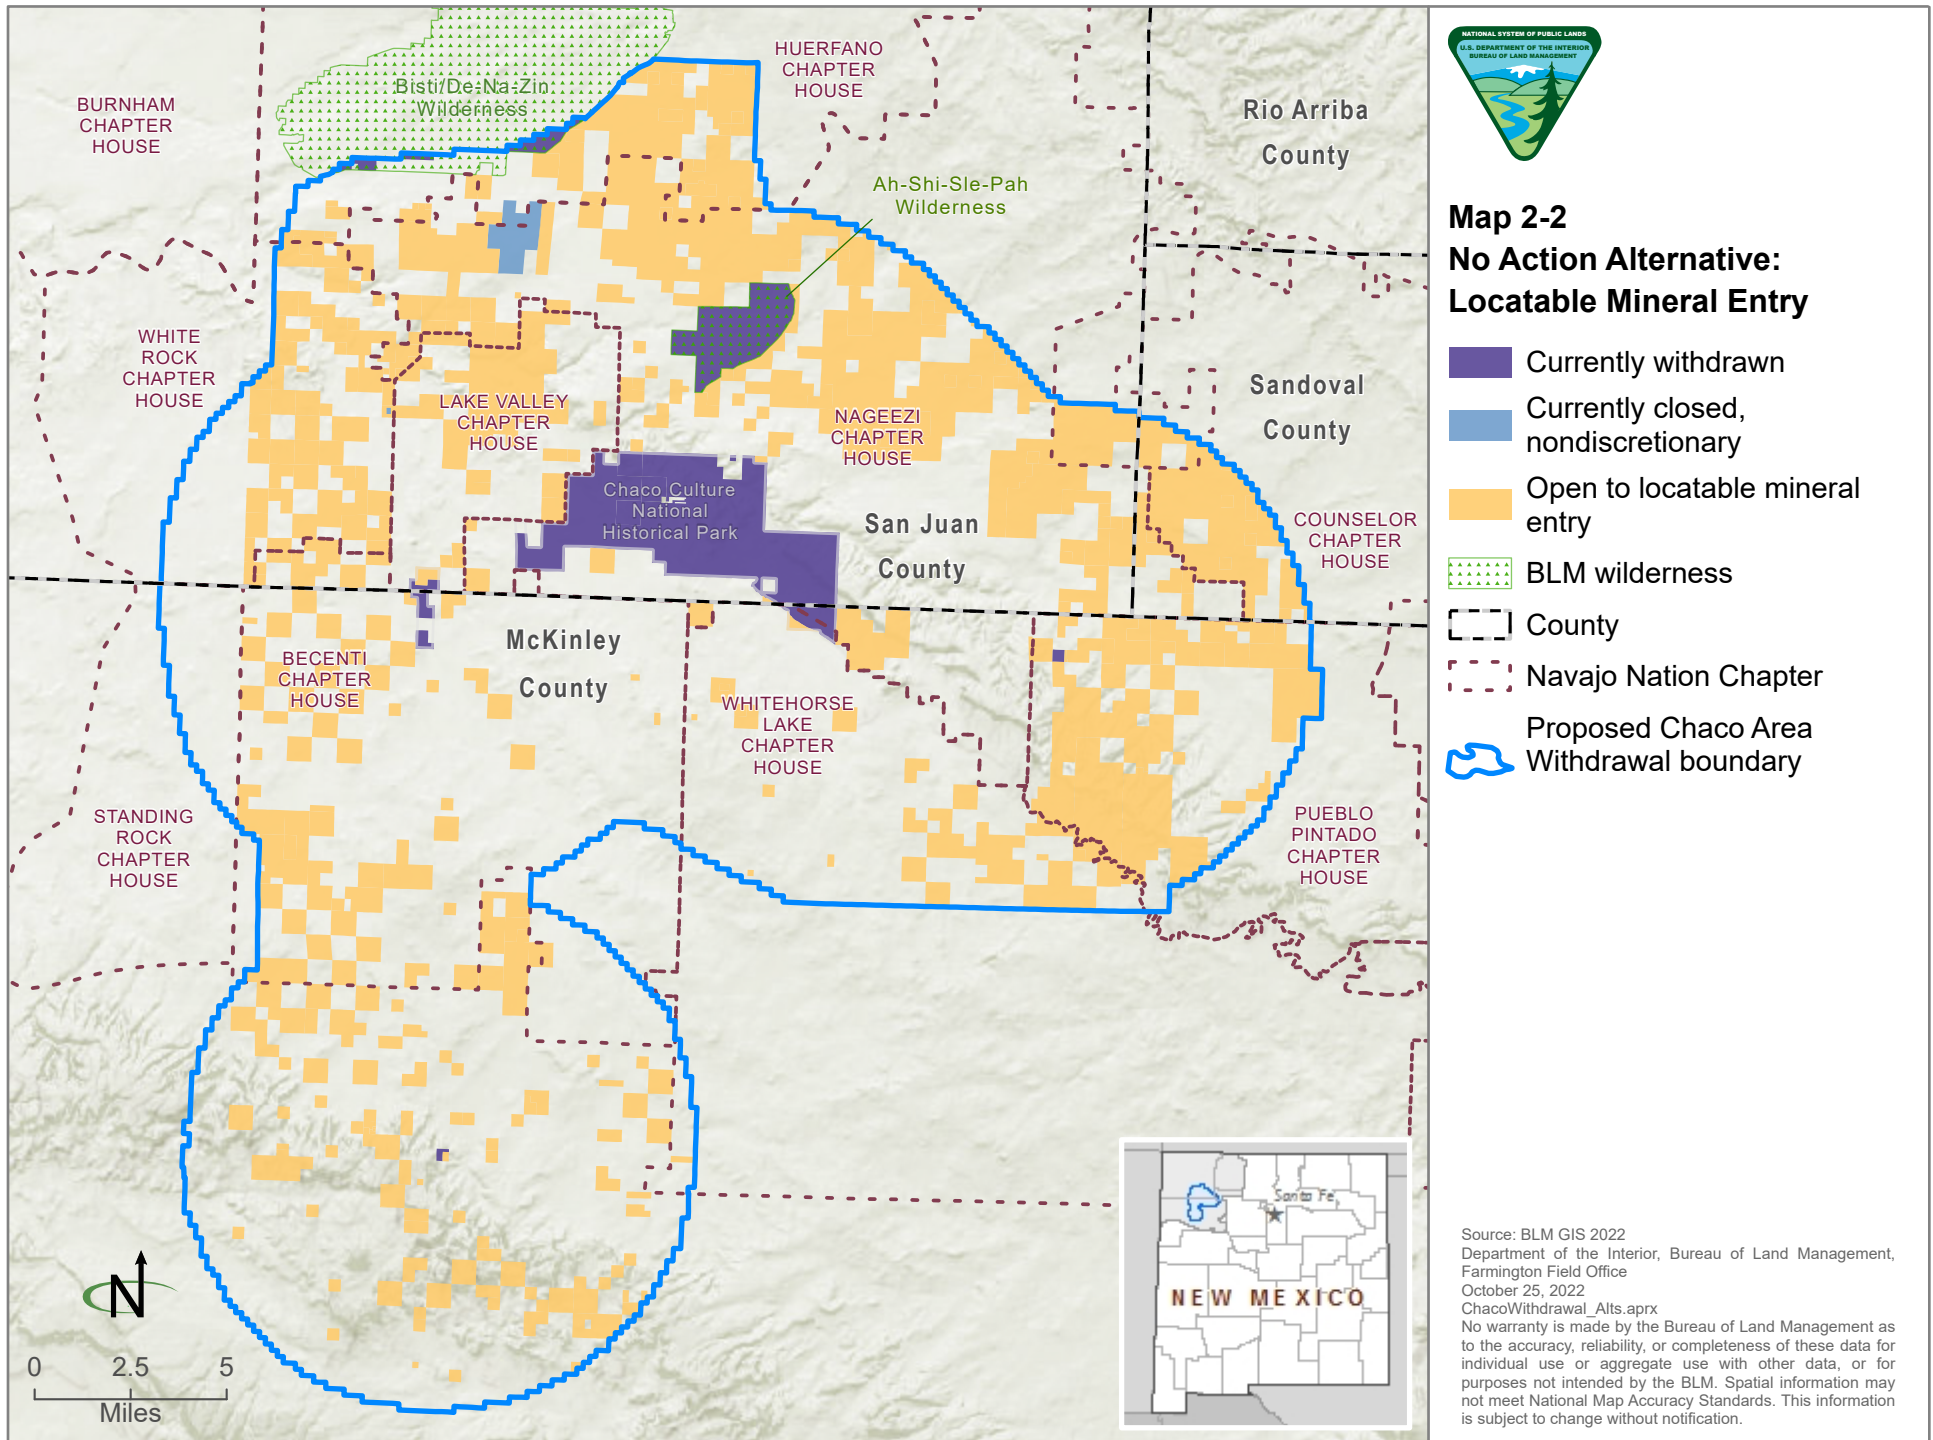 BURNHAM
CHAPTER
HOUSE
Bisti/De-Na-Zin
Wilderness
HUERFANO
CHAPTER
HOUSE
Rio Arriba
County
Ah-Shi-Sle-Pah
Wilderness
WHITE
ROCK
CHAPTER
HOUSE
LAKE VALLEY
CHAPTER
HOUSE
NAGEEZI
CHAPTER
HOUSE
Sandoval
County
Chaco Culture
National
Historical Park
San Juan
County
COUNSELOR
CHAPTER
HOUSE
McKinley
County
BECENTI
CHAPTER
HOUSE
WHITEHORSE
LAKE
CHAPTER
HOUSE
STANDING
ROCK
CHAPTER
HOUSE
PUEBLO
PINTADO
CHAPTER
HOUSE
N
0 2.5 5
Miles
Santa Fe
NEW MEXICO
NATIONAL SYSTEM OF PUBLIC LANDS
U.S. DEPARTMENT OF THE INTERIOR
BUREAU OF LAND MANAGEMENT
Map 2-2
No Action Alternative:
Locatable Mineral Entry
Currently withdrawn
Currently closed,
nondiscretionary
Open to locatable mineral
entry
BLM wilderness
County
Navajo Nation Chapter
Proposed Chaco Area
Withdrawal boundary
Source: BLM GIS 2022
Department of the Interior, Bureau of Land Management,
Farmington Field Office
October 25, 2022
ChacoWithdrawal_Alts.aprx
No warranty is made by the Bureau of Land Management as
to the accuracy, reliability, or completeness of these data for
individual use or aggregate use with other data, or for
purposes not intended by the BLM. Spatial information may
not meet National Map Accuracy Standards. This information
is subject to change without notification.